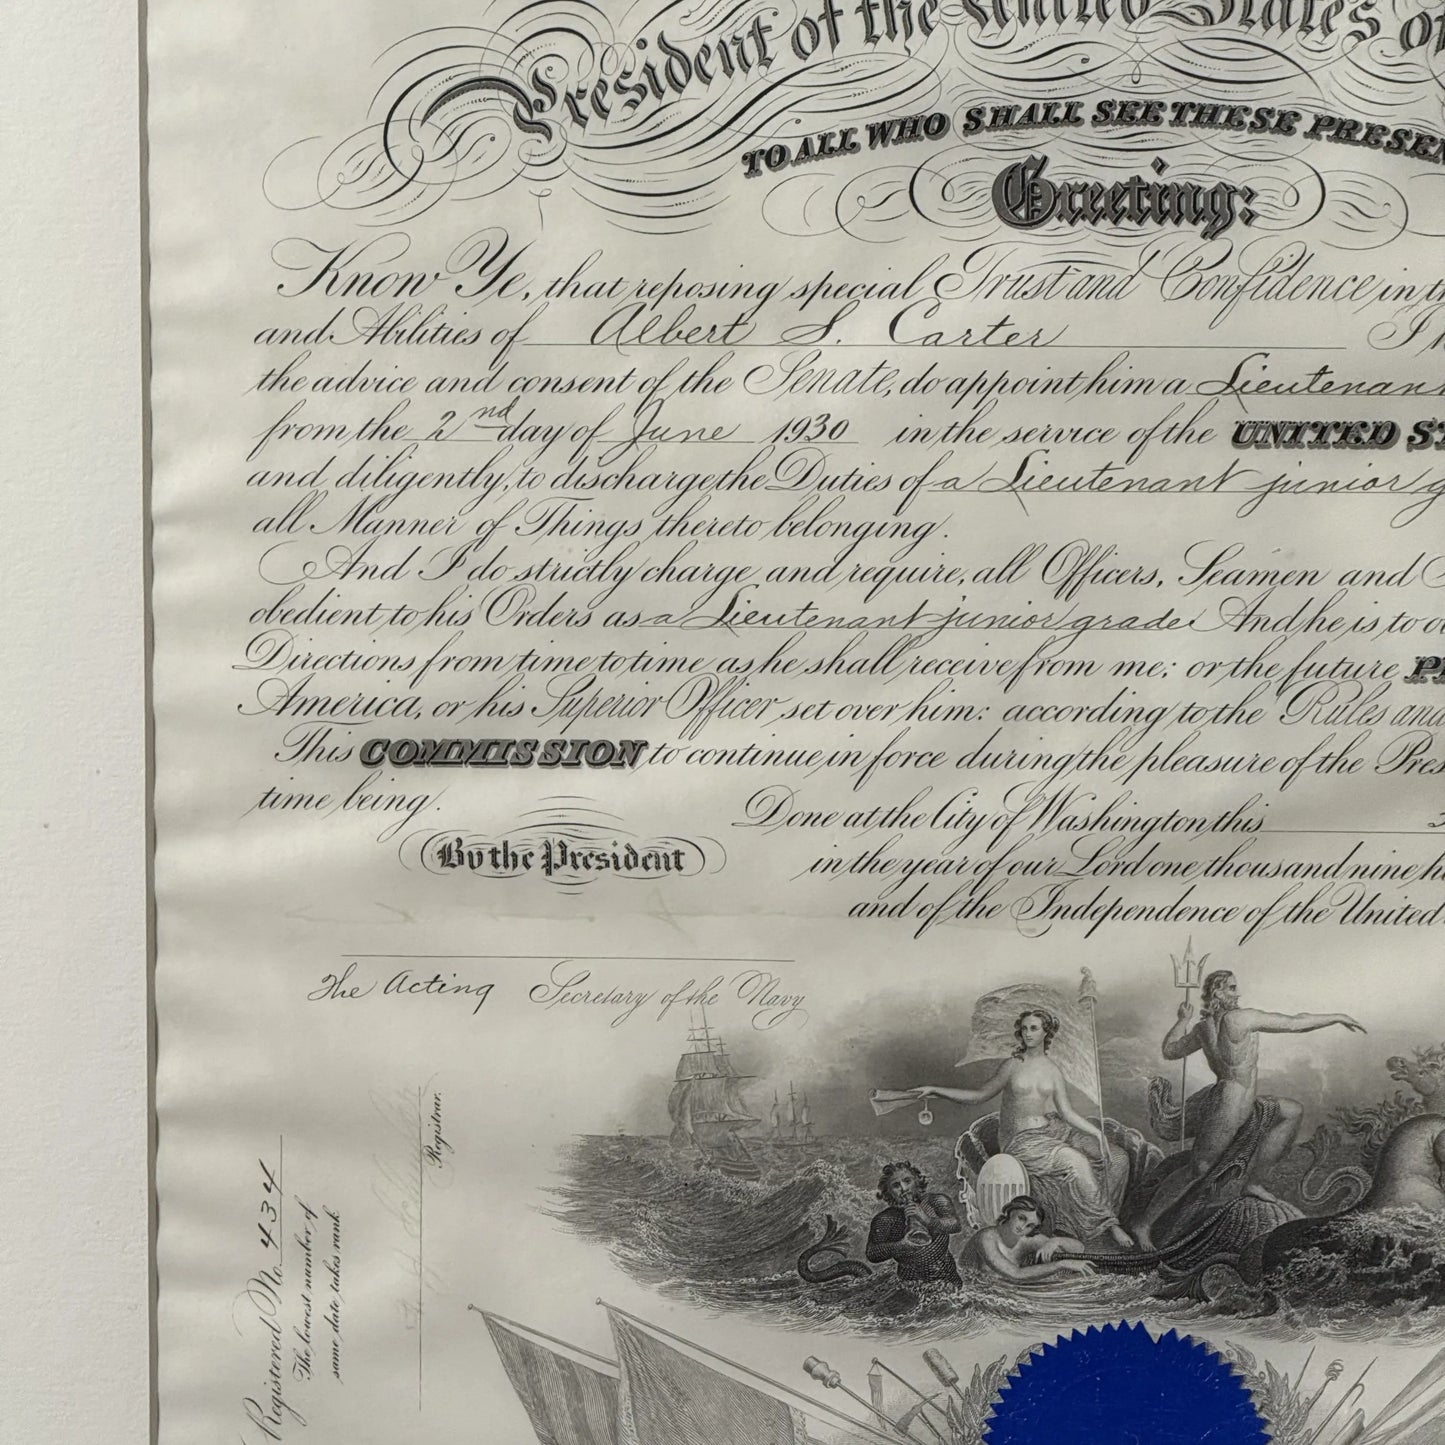 President of the United States of
TO ALL WHO SHALL SEE THESE PRESEN
Greeting:
Know Ye, that reposing special Trust and Confidence in th
and Abilities of Albert S. Carter I
the advice and consent of the Senate, do appoint him a Lieutenan
from the 2nd day of June 1930 in the service of the UNITED ST
and diligently to discharge the Duties of a Lieutenant junior g
all Manner of Things thereto belonging.
And I do strictly charge and require, all Officers, Seamen and
obedient to his Orders as a Lieutenant junior grade And he is to o
Directions from time to time as he shall receive from me; or the future P
America, or his Superior Officer set over him: according to the Rules and
This COMMISSION to continue in force during the pleasure of the Pres
time being.
Done at the City of Washington this
By the President
in the year of our Lord one thousand nine h
and of the Independence of the United
The Acting Secretary of the Navy
Registrar.
Registered No 434
The lowest number of
same date takes rank